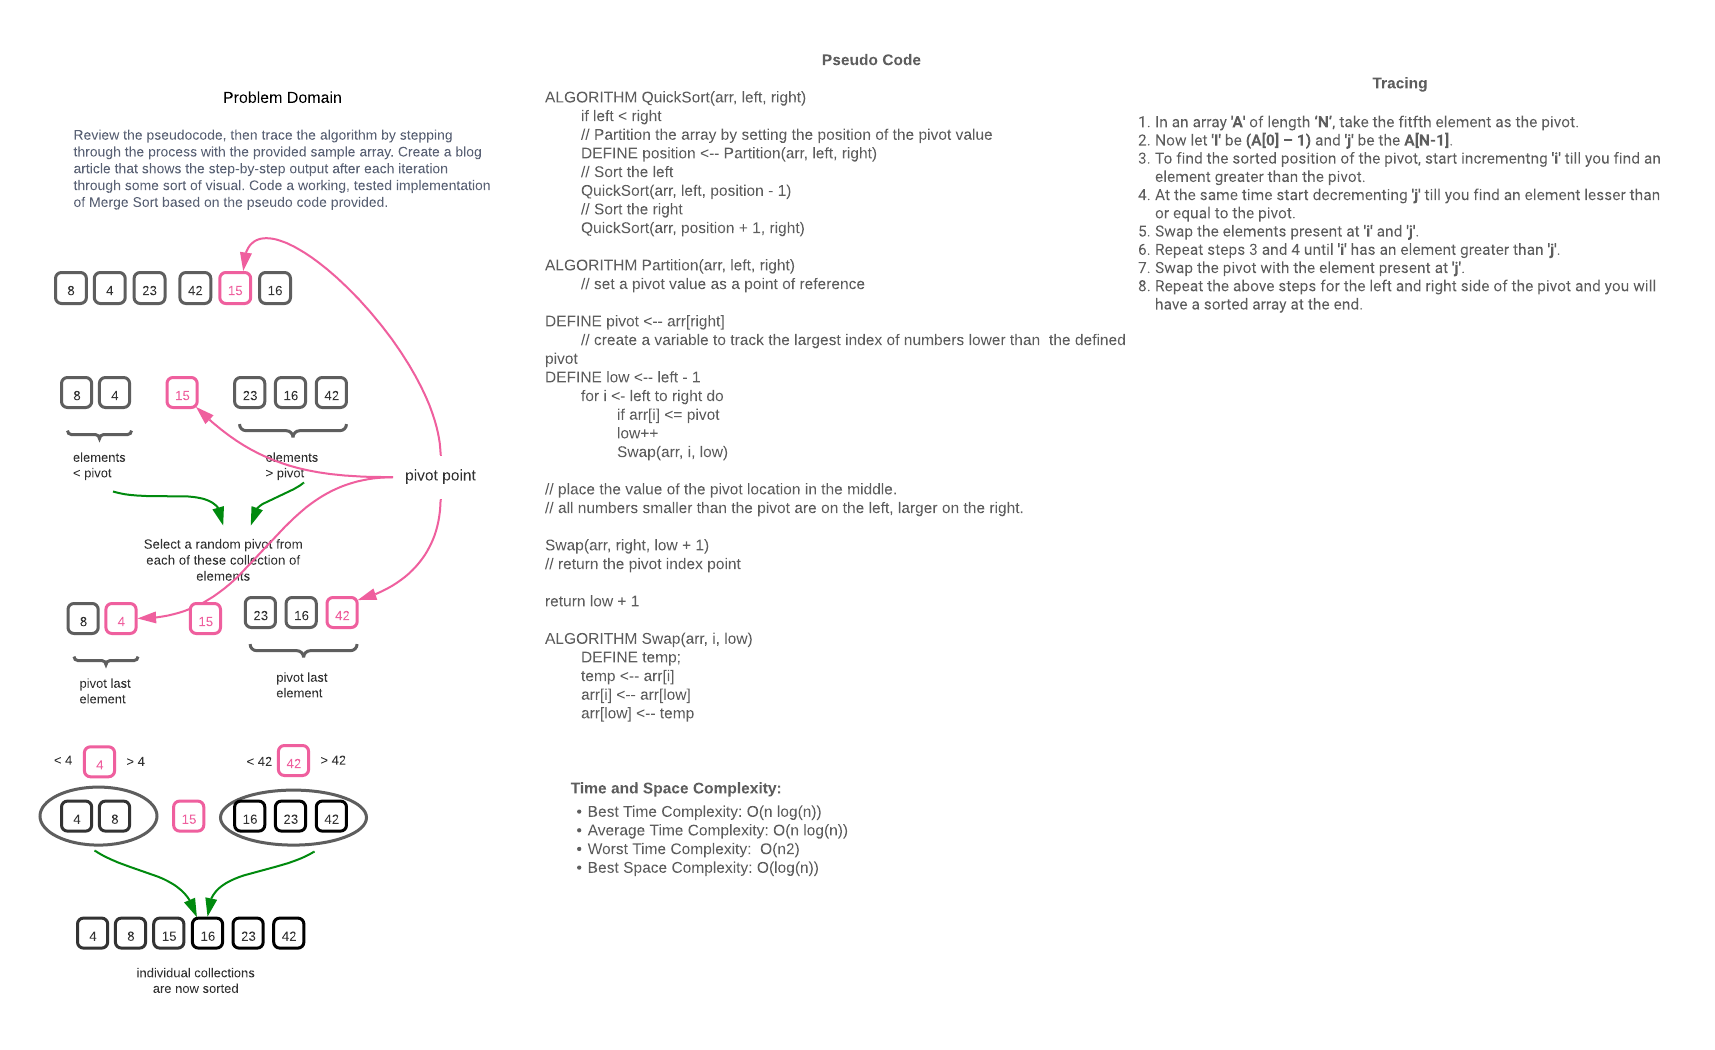 Problem Domain
Review the pseudocode, then trace the algorithm by stepping
through the process with the provided sample array. Create a blog
article that shows the step-by-step output after each iteration
through some sort of visual. Code a working, tested implementation
of Merge Sort based on the pseudo code provided.
8 4 23 42 15 16
8 4 15 23 16 42
elements
< pivot
elements
> pivot
pivot point
Select a random pivot from
each of these collection of
elements
8 4 15 23 16 42
pivot last
element
pivot last
element
< 4 4 > 4 < 42 42 > 42
4 8 15 16 23 42
4 8 15 16 23 42
individual collections
are now sorted
Pseudo Code
ALGORITHM QuickSort(arr, left, right)
if left < right
// Partition the array by setting the position of the pivot value
DEFINE position <-- Partition(arr, left, right)
// Sort the left
QuickSort(arr, left, position - 1)
// Sort the right
QuickSort(arr, position + 1, right)
ALGORITHM Partition(arr, left, right)
// set a pivot value as a point of reference
DEFINE pivot <-- arr[right]
// create a variable to track the largest index of numbers lower than  the defined
pivot
DEFINE low <-- left - 1
for i <- left to right do
if arr[i] <= pivot
low++
Swap(arr, i, low)
// place the value of the pivot location in the middle.
// all numbers smaller than the pivot are on the left, larger on the right.
Swap(arr, right, low + 1)
// return the pivot index point
return low + 1
ALGORITHM Swap(arr, i, low)
DEFINE temp;
temp <-- arr[i]
arr[i] <-- arr[low]
arr[low] <-- temp
Time and Space Complexity:
• Best Time Complexity: O(n log(n))
• Average Time Complexity: O(n log(n))
• Worst Time Complexity:  O(n2)
• Best Space Complexity: O(log(n))
Tracing
1. In an array 'A' of length 'N', take the fitfth element as the pivot.
2. Now let 'I' be (A[0] – 1) and 'j' be the A[N-1].
3. To find the sorted position of the pivot, start incrementng 'i' till you find an
element greater than the pivot.
4. At the same time start decrementing 'j' till you find an element lesser than
or equal to the pivot.
5. Swap the elements present at 'i' and 'j'.
6. Repeat steps 3 and 4 until 'i' has an element greater than 'j'.
7. Swap the pivot with the element present at 'j'.
8. Repeat the above steps for the left and right side of the pivot and you will
have a sorted array at the end.